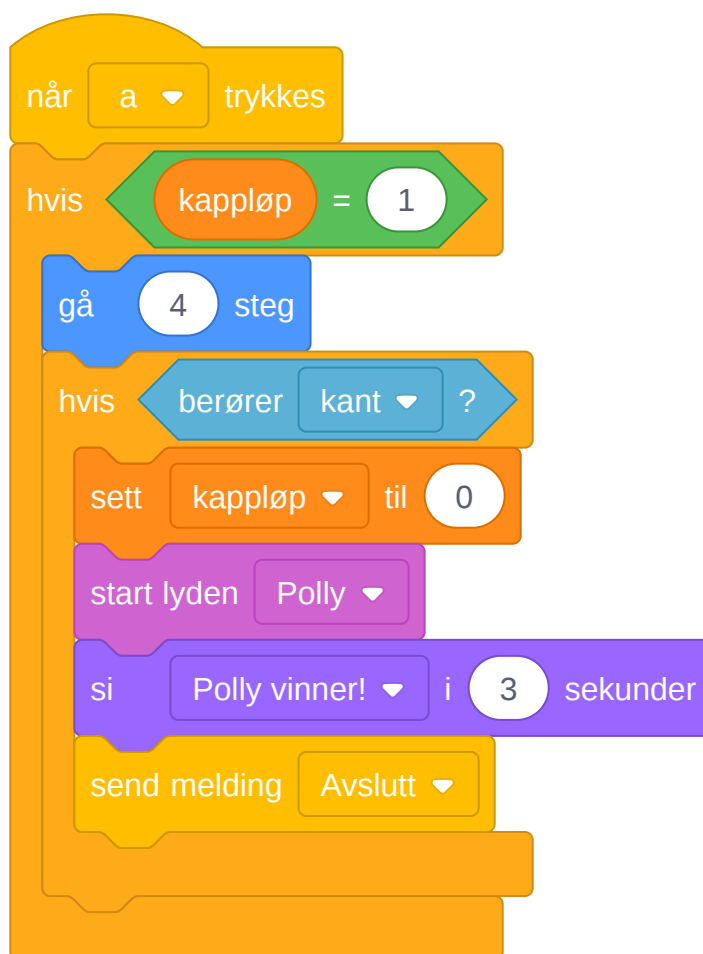 når a trykkes
hvis kappløp = 1
gå 4 steg
hvis berører kant ?
sett kappløp til 0
start lyden Polly
si Polly vinner! i 3 sekunder
send melding Avslutt